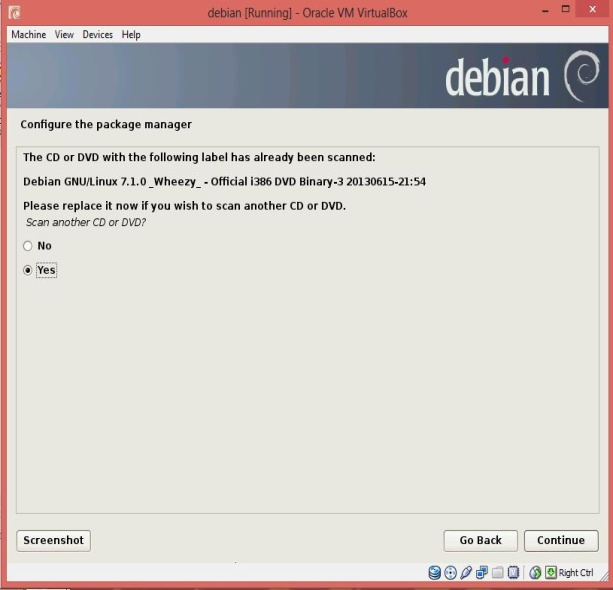 debian [Running] - Oracle VM VirtualBox
Machine View Devices Help
debian
Configure the package manager
The CD or DVD with the following label has already been scanned:
Debian GNU/Linux 7.1.0 _Wheezy_ - Official i386 DVD Binary-3 20130615-21:54
Please replace it now if you wish to scan another CD or DVD.
Scan another CD or DVD?
No
Yes
Screenshot Go Back Continue
Right Ctrl